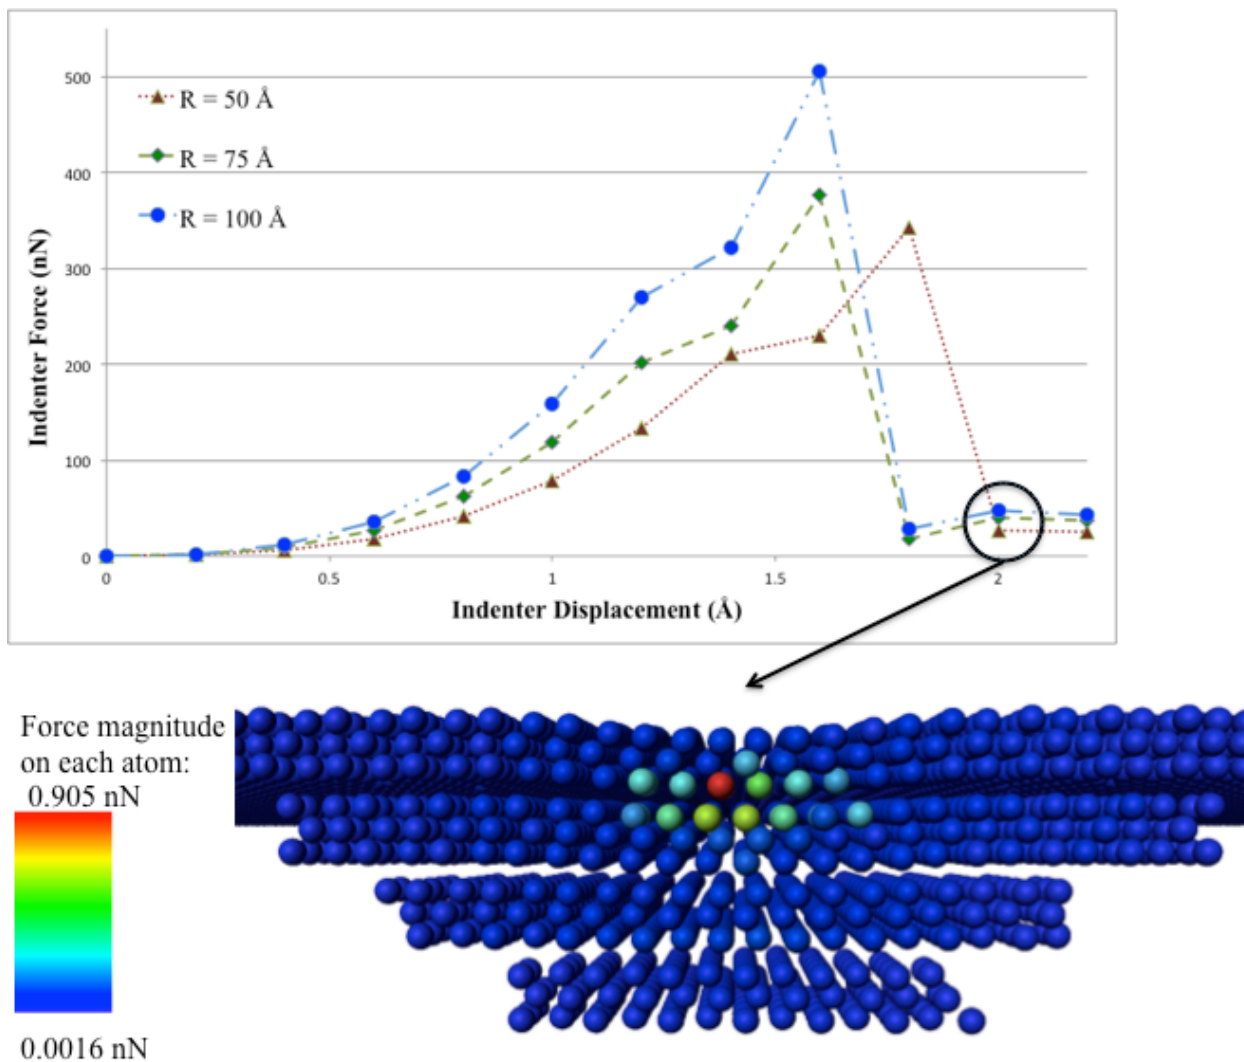 500
400
300
200
100
0
R = 50 Å
R = 75 Å
R = 100 Å
Indenter Force (nN)
0
0.5
1
1.5
2
Indenter Displacement (Å)
Force magnitude
on each atom:
0.905 nN
0.0016 nN